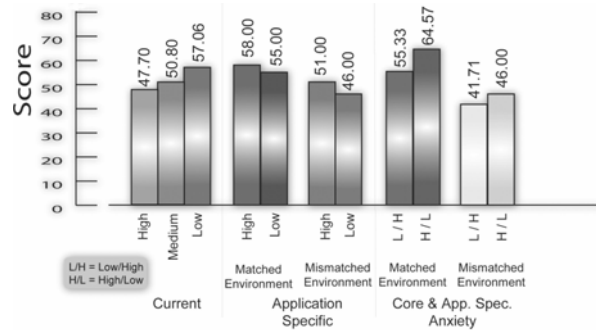 80
70
60
50
40
30
20
10
0
Score
47.70
50.80
57.06
58.00
55.00
51.00
46.00
55.33
64.57
41.71
46.00
High
Medium
Low
High
Low
High
Low
L / H
H / L
L / H
H / L
L/H = Low/High
H/L = High/Low
Matched
Environment
Mismatched
Environment
Matched
Environment
Mismatched
Environment
Current
Application
Specific
Core & App. Spec.
Anxiety